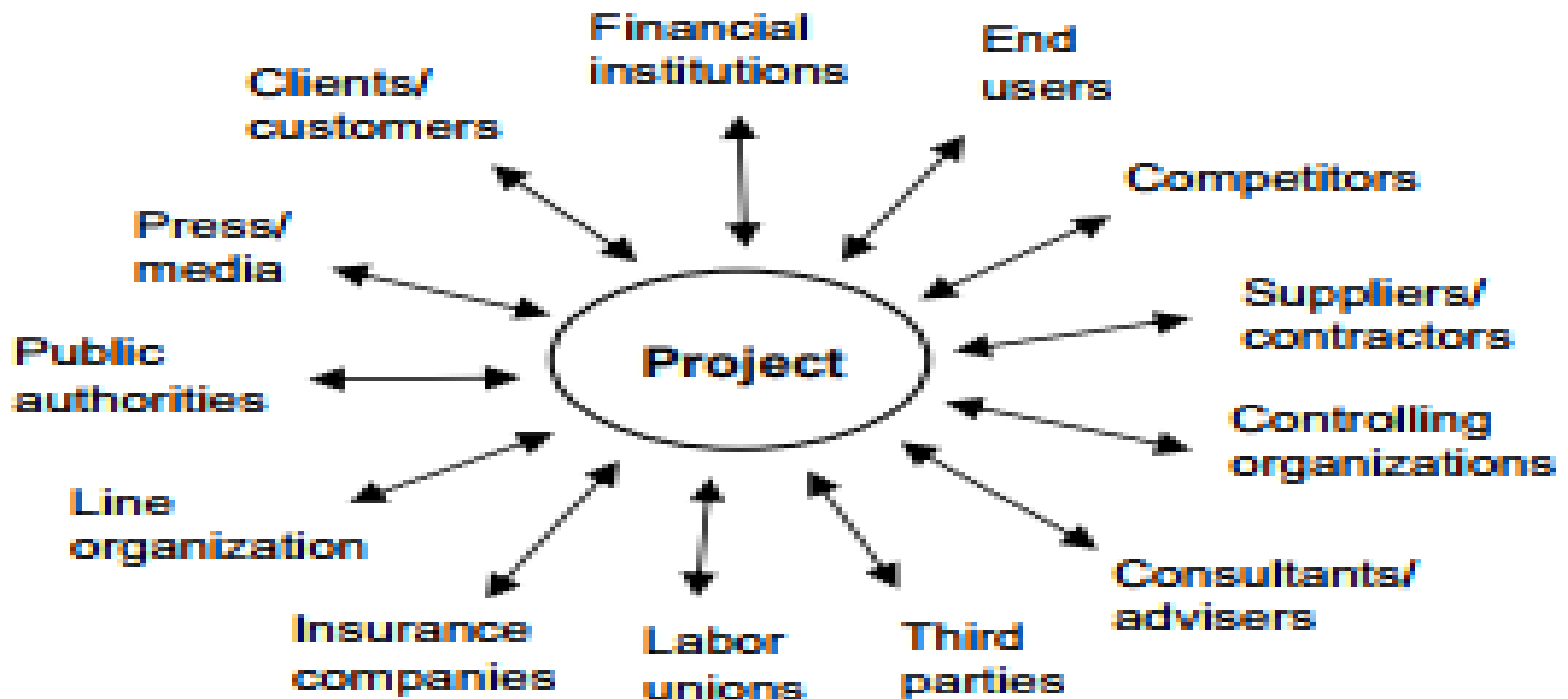 Financial
institutions
End
users
Clients/
customers
Competitors
Press/
media
Suppliers/
contractors
Project
Public
authorities
Controlling
organizations
Line
organization
Consultants/
advisers
Insurance
companies
Labor
unions
Third
parties